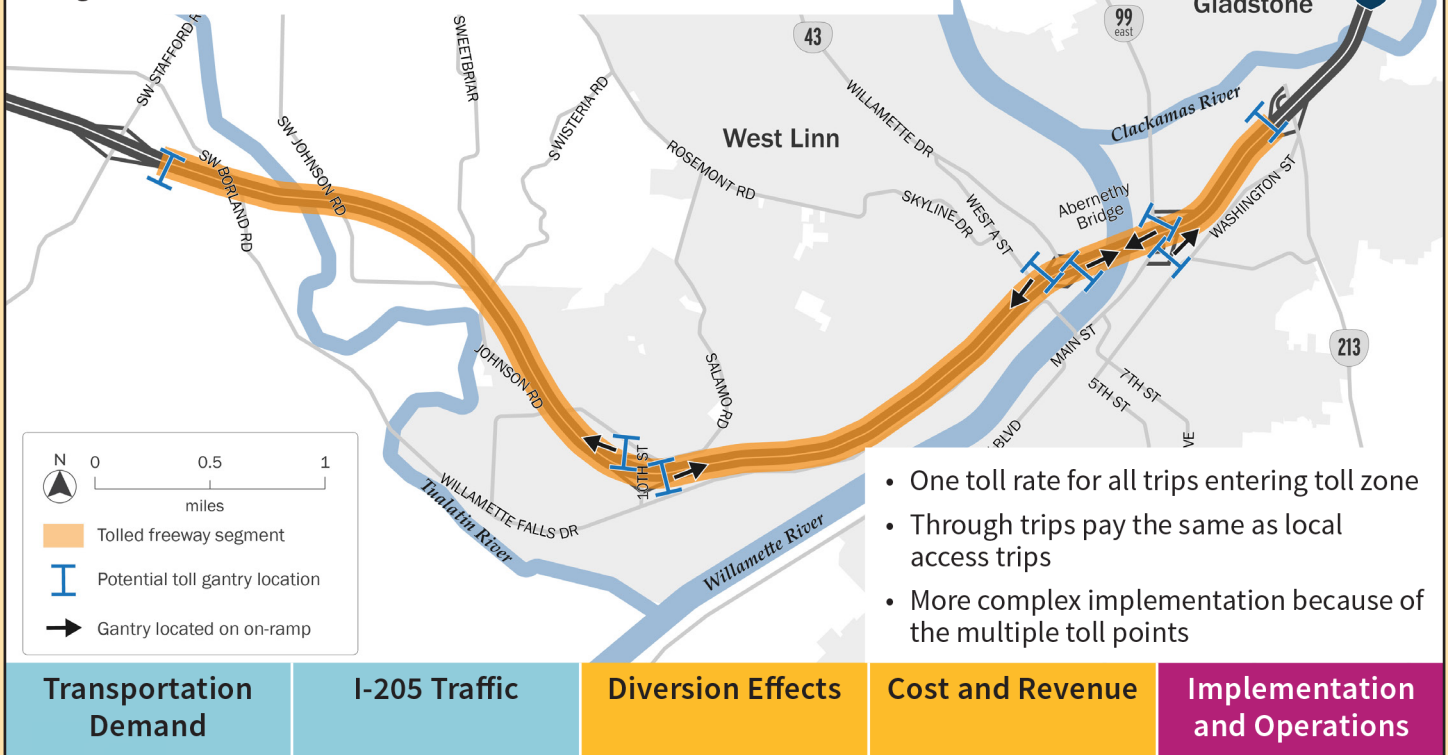 Gladstone
99
east
43
SW STAFFORD R
SWEETBRIAR
SW JOHNSON RD
S WISTERIA RD
WILLAMETTE DR
Clackamas River
West Linn
ROSEMONT RD
SW BORLAND RD
SKYLINE DR
WEST A ST
Abernethy
Bridge
WASHINGTON ST
MAIN ST
213
JOHNSON RD
SALAMO RD
7TH ST
5TH ST
BLVD
VE
10TH ST
WILLAMETTE FALLS DR
Tualatin River
Willamette River
N
0 0.5 1
miles
Tolled freeway segment
Potential toll gantry location
Gantry located on on-ramp
• One toll rate for all trips entering toll zone
• Through trips pay the same as local
access trips
• More complex implementation because of
the multiple toll points
Transportation
Demand
I-205 Traffic
Diversion Effects
Cost and Revenue
Implementation
and Operations